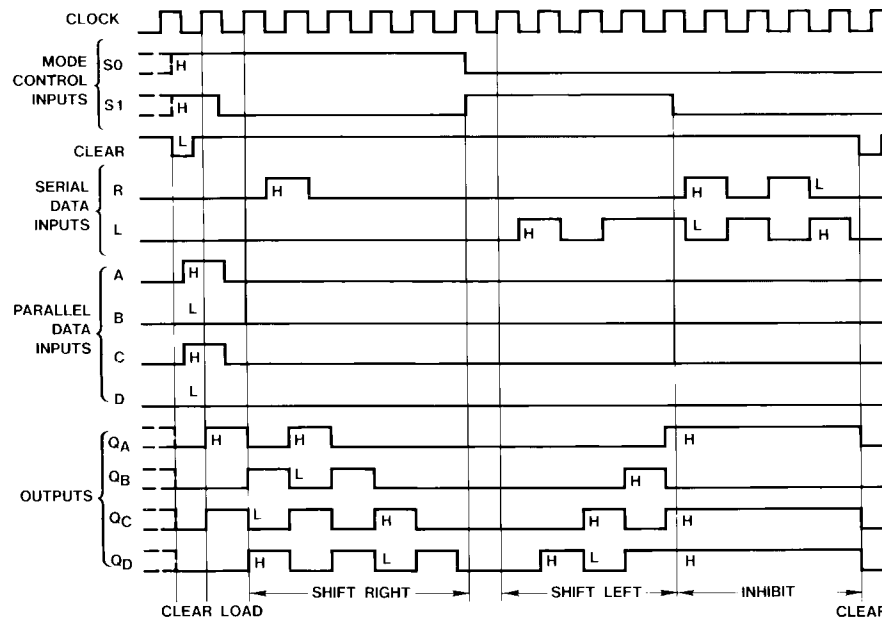 CLOCK
MODE
CONTROL
INPUTS
S0
H
S1
H
CLEAR
L
SERIAL
DATA
INPUTS
R
H
H
L
L
H
L
H
PARALLEL
DATA
INPUTS
A
H
B
L
C
H
D
L
OUTPUTS
QA
H
H
H
QB
L
H
QC
L
H
H
H
QD
H
L
H
L
H
CLEAR LOAD
SHIFT RIGHT
SHIFT LEFT
INHIBIT
CLEAR